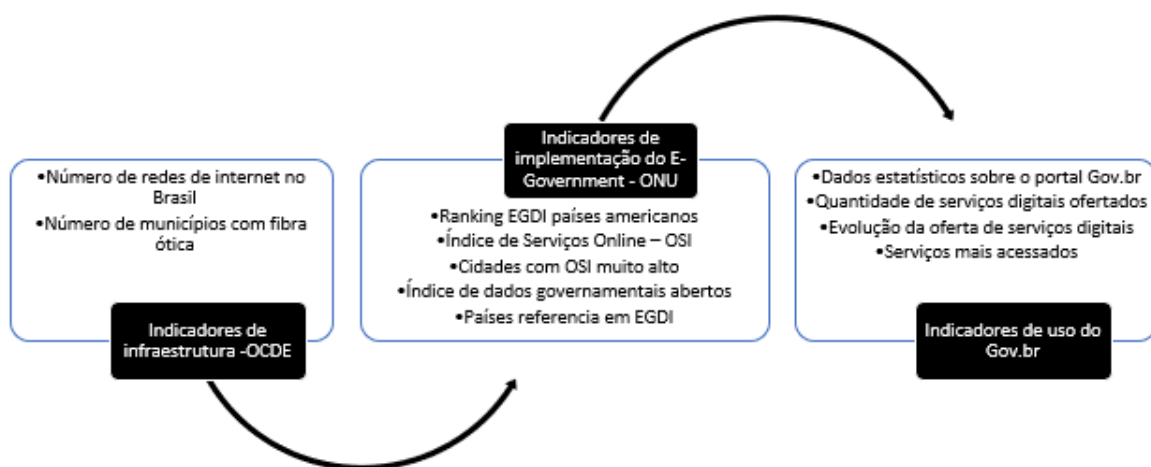 •Número de redes de internet no
Brasil
•Número de municípios com fibra
ótica
Indicadores de
infraestrutura -OCDE
Indicadores de
implementação do E-
Government - ONU
•Ranking EGDI países americanos
•Índice de Serviços Online – OSI
•Cidades com OSI muito alto
•Índice de dados governamentais abertos
•Países referencia em EGDI
•Dados estatísticos sobre o portal Gov.br
•Quantidade de serviços digitais ofertados
•Evolução da oferta de serviços digitais
•Serviços mais acessados
Indicadores de uso do
Gov.br